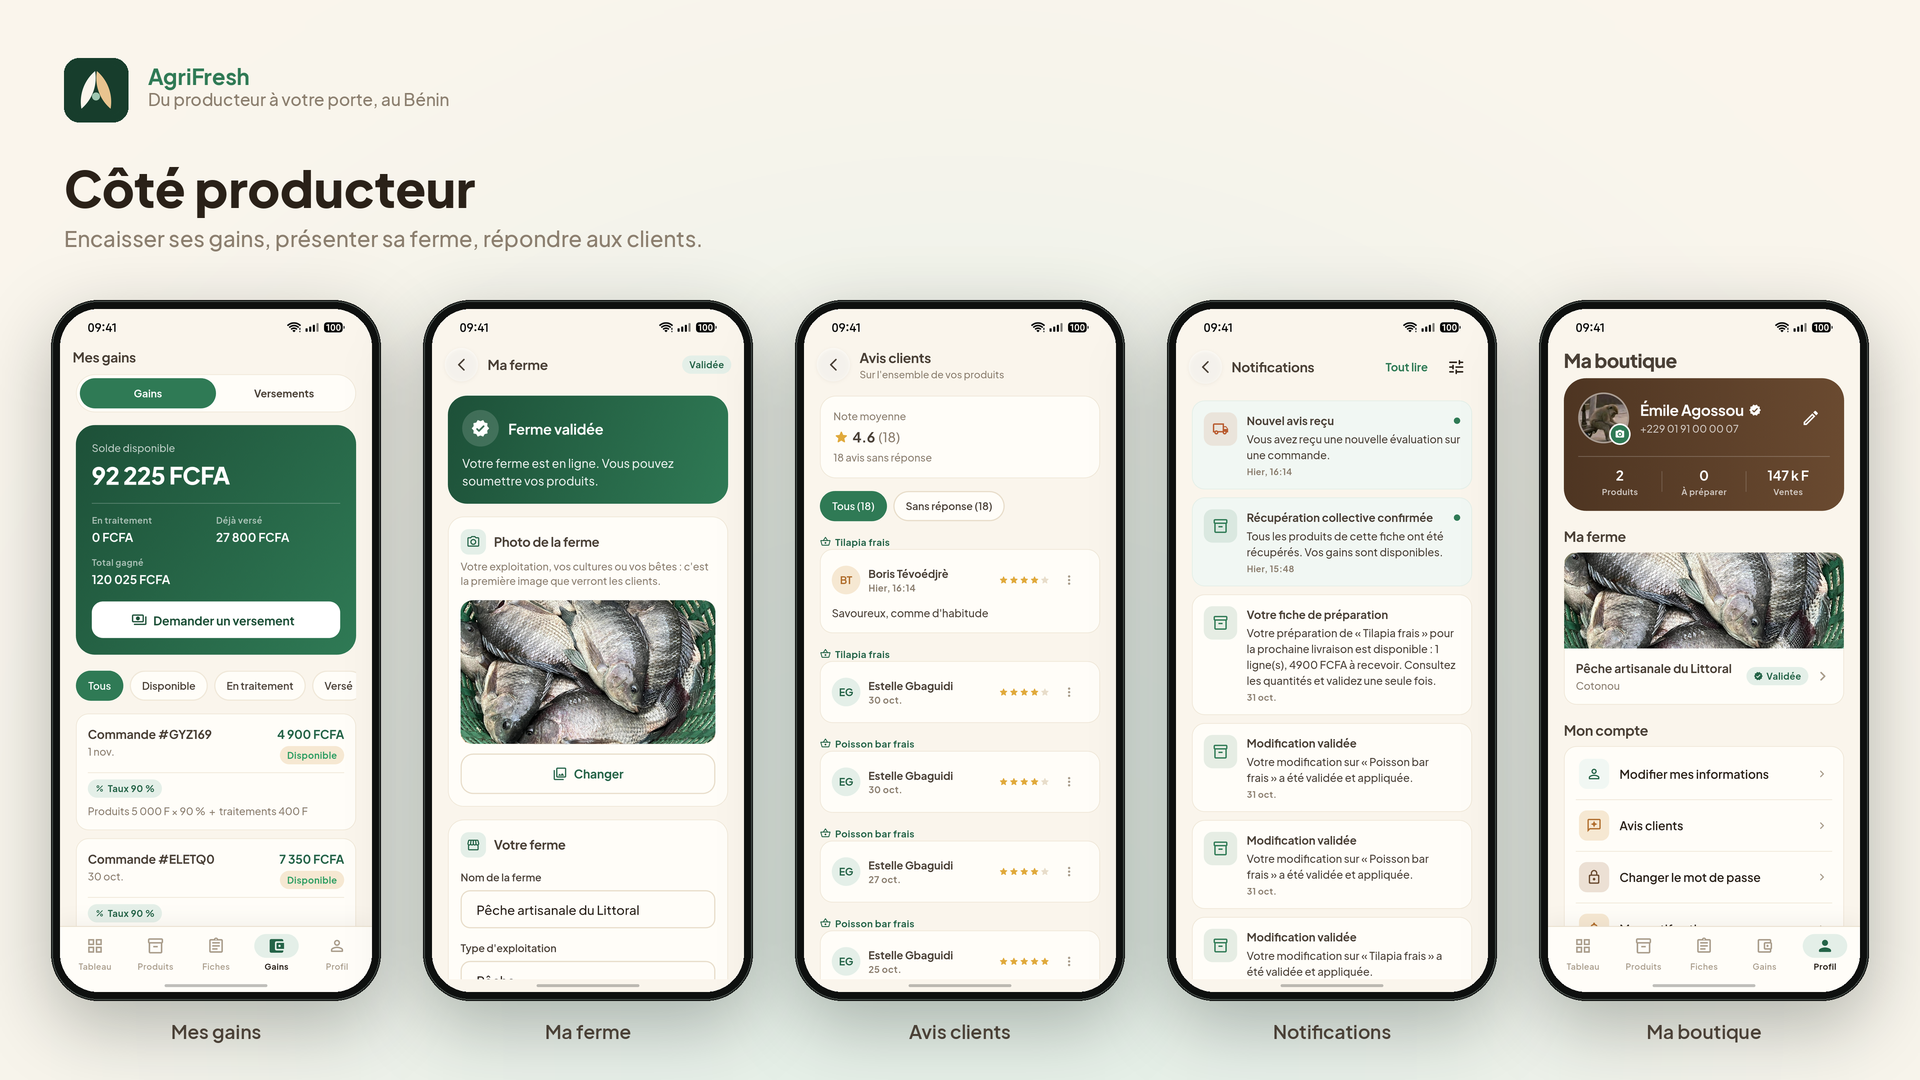 AgriFresh
Du producteur à votre porte, au Bénin
Côté producteur
Encaisser ses gains, présenter sa ferme, répondre aux clients.
09:41
100
Mes gains
Gains
Versements
Solde disponible
92 225 FCFA
En traitement
Déjà versé
0 FCFA
27 800 FCFA
Total gagné
120 025 FCFA
Demander un versement
Tous
Disponible
En traitement
Versé
Commande #GYZ169
4 900 FCFA
1 nov.
Disponible
% Taux 90 %
Produits 5 000 F × 90 % + traitements 400 F
Commande #ELETQ0
7 350 FCFA
30 oct.
Disponible
% Taux 90 %
Tableau
Produits
Fiches
Gains
Profil
Mes gains
09:41
100
Ma ferme
Validée
Ferme validée
Votre ferme est en ligne. Vous pouvez
soumettre vos produits.
Photo de la ferme
Votre exploitation, vos cultures ou vos bêtes : c'est
la première image que verront les clients.
Changer
Votre ferme
Nom de la ferme
Pêche artisanale du Littoral
Type d'exploitation
Ma ferme
09:41
100
Avis clients
Sur l'ensemble de vos produits
Note moyenne
4.6 (18)
18 avis sans réponse
Tous (18)
Sans réponse (18)
Tilapia frais
BT
Boris Tévoédjrè
Hier, 16:14
Savoureux, comme d'habitude
Tilapia frais
EG
Estelle Gbaguidi
30 oct.
Poisson bar frais
EG
Estelle Gbaguidi
30 oct.
Poisson bar frais
EG
Estelle Gbaguidi
27 oct.
Poisson bar frais
EG
Estelle Gbaguidi
25 oct.
Avis clients
09:41
100
Notifications
Tout lire
Nouvel avis reçu
Vous avez reçu une nouvelle évaluation sur
une commande.
Hier, 16:14
Récupération collective confirmée
Tous les produits de cette fiche ont été
récupérés. Vos gains sont disponibles.
Hier, 15:48
Votre fiche de préparation
Votre préparation de « Tilapia frais » pour
la prochaine livraison est disponible : 1
ligne(s), 4900 FCFA à recevoir. Consultez
les quantités et validez une seule fois.
31 oct.
Modification validée
Votre modification sur « Poisson bar
frais » a été validée et appliquée.
31 oct.
Modification validée
Votre modification sur « Poisson bar
frais » a été validée et appliquée.
31 oct.
Modification validée
Votre modification sur « Tilapia frais » a
été validée et appliquée.
Notifications
09:41
100
Ma boutique
Émile Agossou
+229 01 91 00 00 07
2
0
147 k F
Produits
À préparer
Ventes
Ma ferme
Pêche artisanale du Littoral
Cotonou
Validée
Mon compte
Modifier mes informations
Avis clients
Changer le mot de passe
Tableau
Produits
Fiches
Gains
Profil
Ma boutique